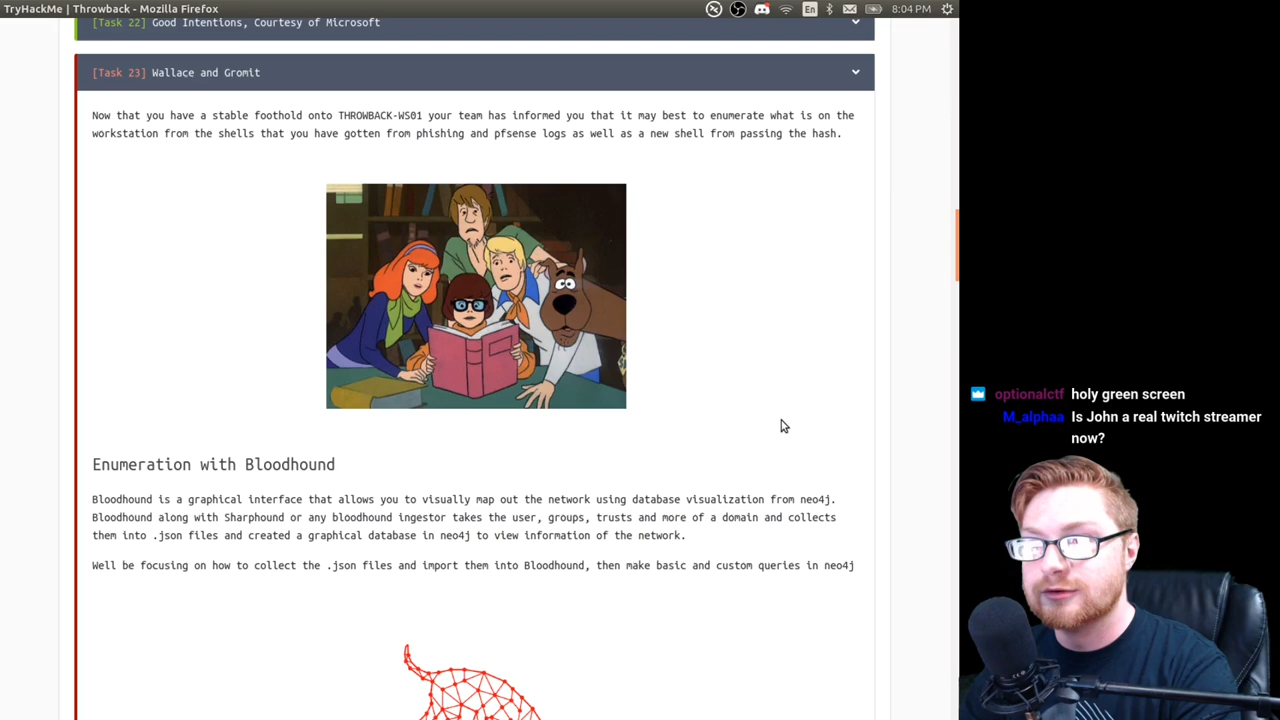 TryHackMe | Throwback - Mozilla Firefox
En
8:04 PM
[Task 22] Good Intentions, Courtesy of Microsoft
[Task 23] Wallace and Gromit
Now that you have a stable foothold onto THROWBACK-WS01 your team has informed you that it may best to enumerate what is on the
workstation from the shells that you have gotten from phishing and pfsense logs as well as a new shell from passing the hash.
optionalctf holy green screen
M_alphaa Is John a real twitch streamer
now?
Enumeration with Bloodhound
Bloodhound is a graphical interface that allows you to visually map out the network using database visualization from neo4j.
Bloodhound along with Sharphound or any bloodhound ingestor takes the user, groups, trusts and more of a domain and collects
them into .json files and created a graphical database in neo4j to view information of the network.
Well be focusing on how to collect the .json files and import them into Bloodhound, then make basic and custom queries in neo4j